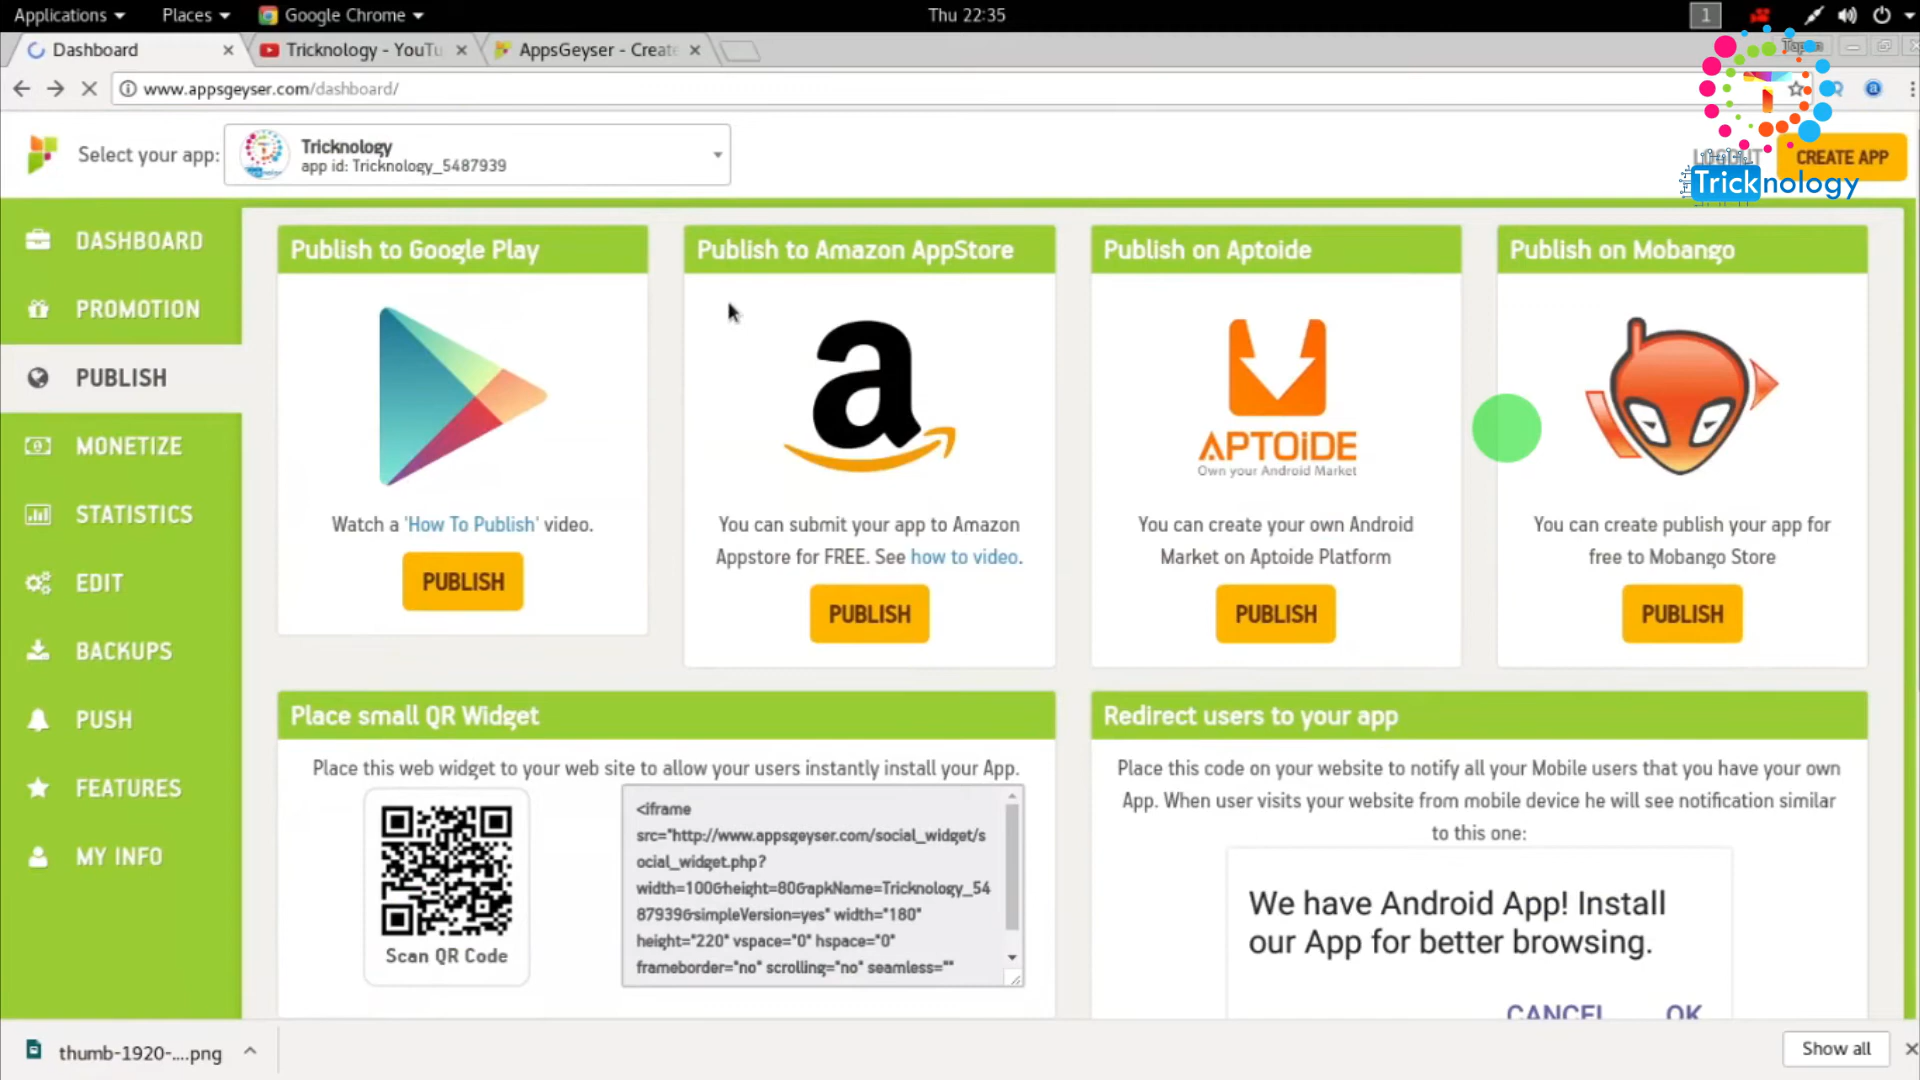 Applications Places Google Chrome Thu 22:35 1
Dashboard Tricknology - YouTu AppsGeyser - Create
www.appsgeyser.com/dashboard/
Select your app: Tricknology
app id: Tricknology_5487939
LOGOUT CREATE APP
Tricknology
DASHBOARD
PROMOTION
PUBLISH
MONETIZE
STATISTICS
EDIT
BACKUPS
PUSH
FEATURES
MY INFO
Publish to Google Play
Watch a 'How To Publish' video.
PUBLISH
Publish to Amazon AppStore
a
You can submit your app to Amazon
Appstore for FREE. See how to video.
PUBLISH
Publish on Aptoide
APTOiDE
Own your Android Market
You can create your own Android
Market on Aptoide Platform
PUBLISH
Publish on Mobango
You can create publish your app for
free to Mobango Store
PUBLISH
Place small QR Widget
Place this web widget to your web site to allow your users instantly install your App.
Scan QR Code
<iframe
src="http://www.appsgeyser.com/social_widget/s
ocial_widget.php?
width=100&height=80&apkName=Tricknology_54
87939&simpleVersion=yes" width="180"
height="220" vspace="0" hspace="0"
frameborder="no" scrolling="no" seamless=""
Redirect users to your app
Place this code on your website to notify all your Mobile users that you have your own
App. When user visits your website from mobile device he will see notification similar
to this one:
We have Android App! Install
our App for better browsing.
CANCEL OK
thumb-1920-....png
Show all